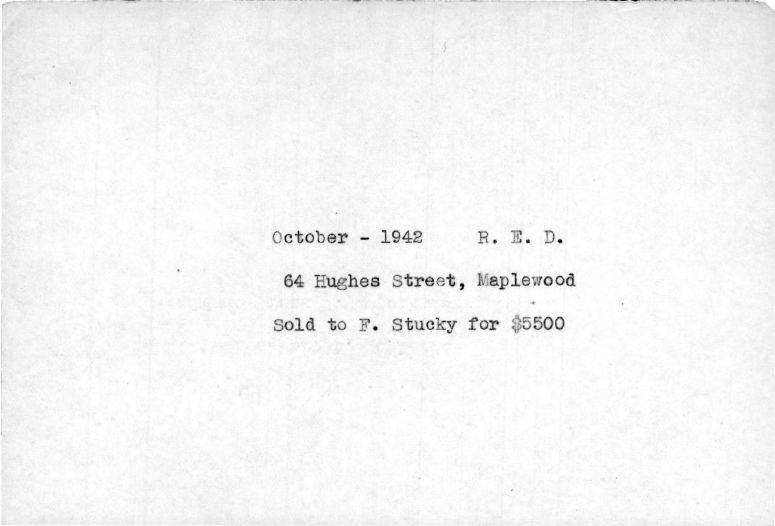 October - 1942 R. E. D.
64 Hughes Street, Maplewood
Sold to F. Stucky for $5500